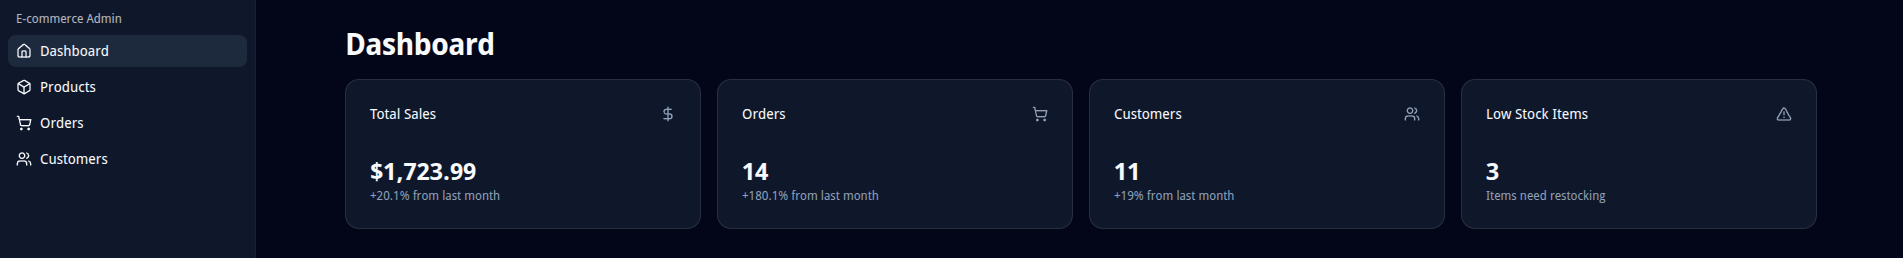 E-commerce Admin
Dashboard
Products
Orders
Customers
Dashboard
Total Sales
$1,723.99
+20.1% from last month
Orders
14
+180.1% from last month
Customers
11
+19% from last month
Low Stock Items
3
Items need restocking